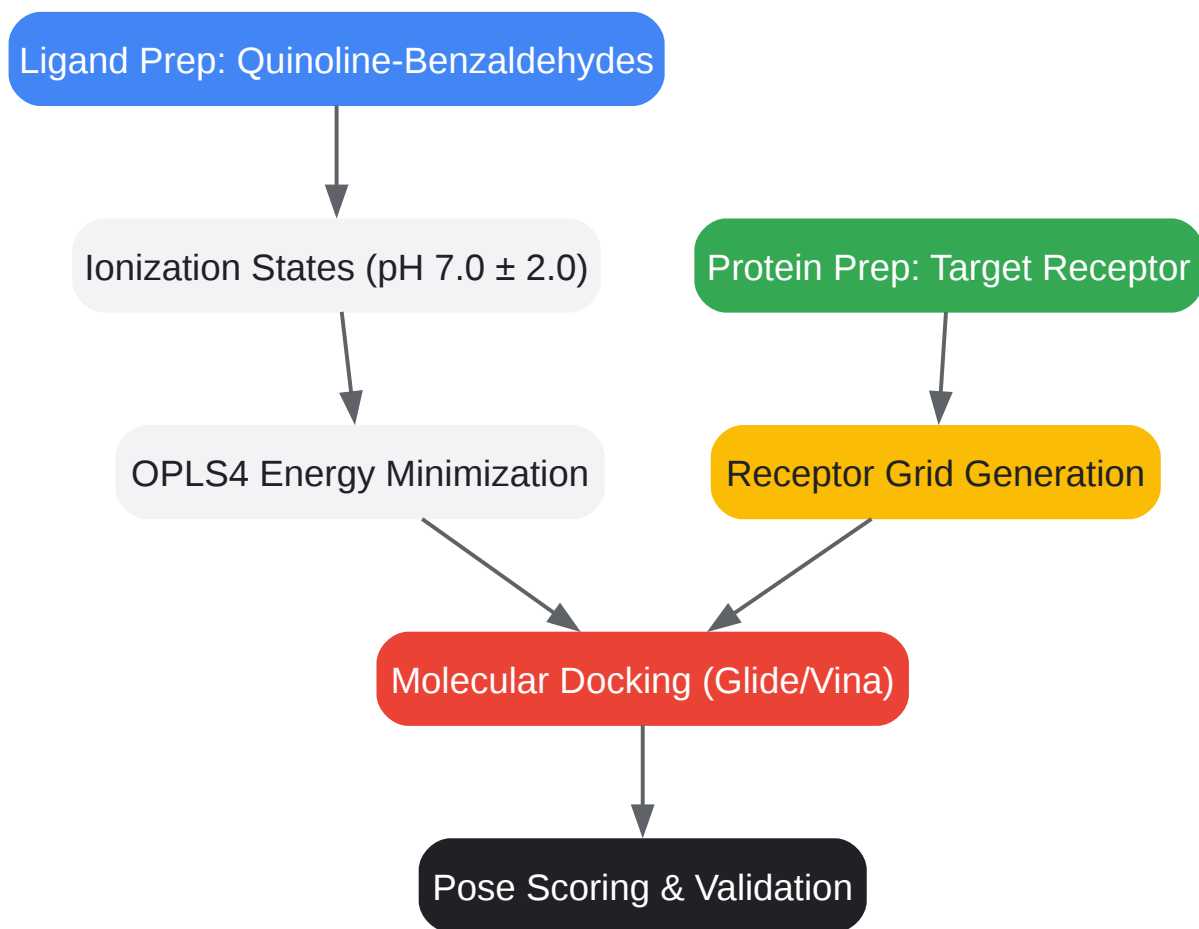 Ligand Prep: Quinoline-Benzaldehydes
Ionization States (pH 7.0 ± 2.0)
Protein Prep: Target Receptor
OPLS4 Energy Minimization
Receptor Grid Generation
Molecular Docking (Glide/Vina)
Pose Scoring & Validation